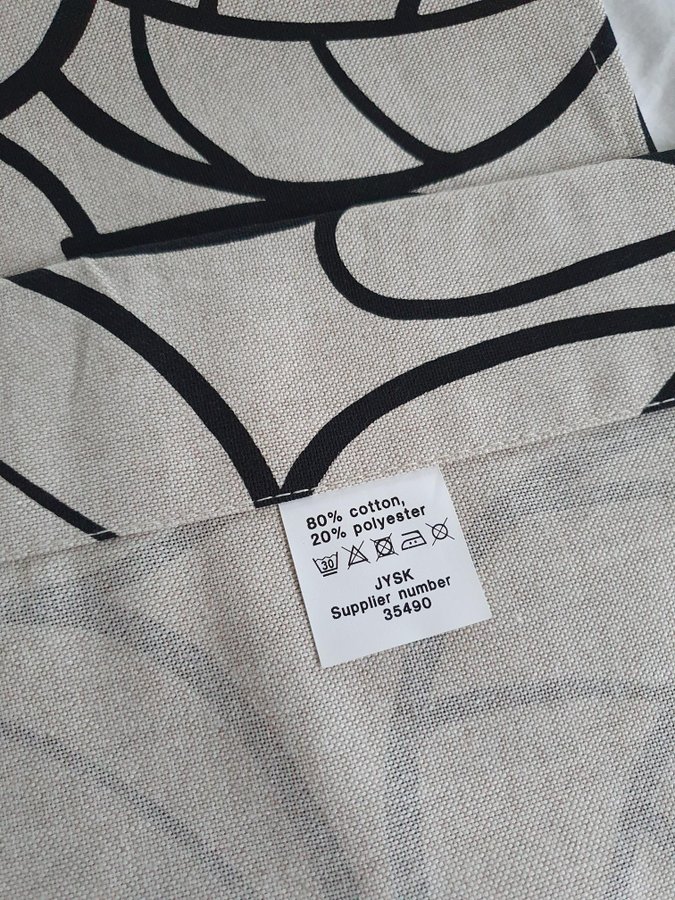 80% cotton,
20% polyester
30
JYSK
Supplier number
35490